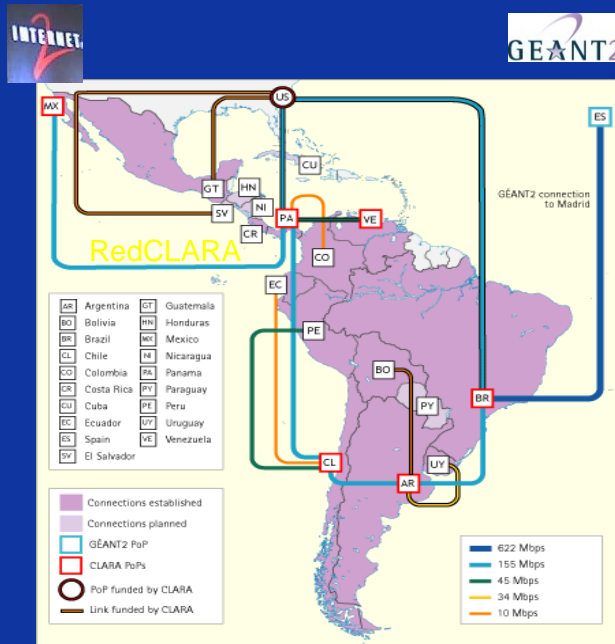 INTERNET
2
GÉANT2
MX
US
ES
CU
GT
HN
GÉANT2 connection
to Madrid
SV
NI
PA
VE
CR
RedCLARA
CO
EC
AR Argentina
BO Bolivia
BR Brazil
CL Chile
CO Colombia
CR Costa Rica
CU Cuba
EC Ecuador
ES Spain
SV El Salvador
GT Guatemala
HN Honduras
MX Mexico
NI Nicaragua
PA Panama
PY Paraguay
PE Peru
UY Uruguay
VE Venezuela
PE
BO
PY
BR
CL
UY
AR
Connections established
Connections planned
GÉANT2 PoP
CLARA PoPs
PoP funded by CLARA
Link funded by CLARA
622 Mbps
155 Mbps
45 Mbps
34 Mbps
10 Mbps